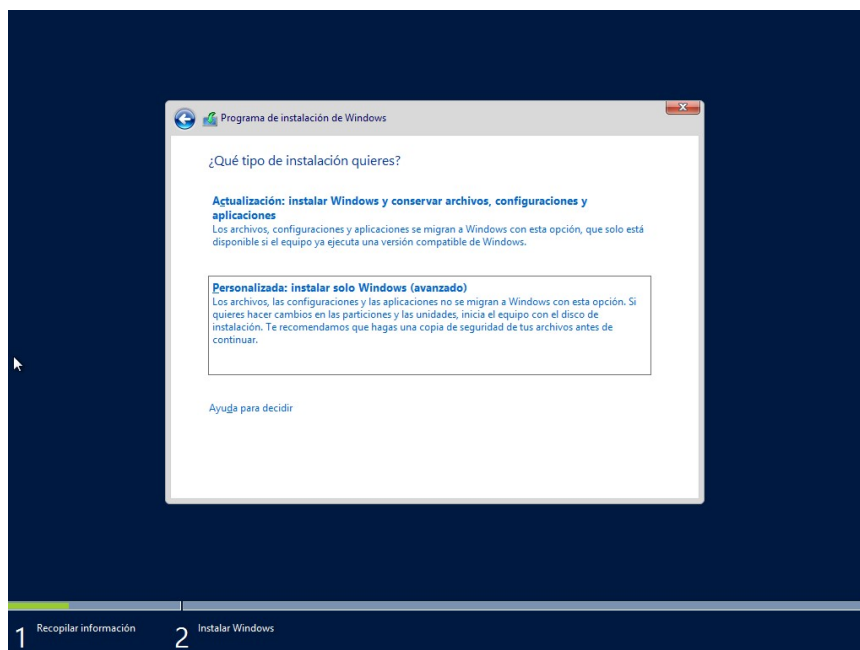 Programa de instalación de Windows
¿Qué tipo de instalación quieres?
Actualización: instalar Windows y conservar archivos, configuraciones y
aplicaciones
Los archivos, configuraciones y aplicaciones se migran a Windows con esta opción, que solo está
disponible si el equipo ya ejecuta una versión compatible de Windows.
Personalizada: instalar solo Windows (avanzado)
Los archivos, las configuraciones y las aplicaciones no se migran a Windows con esta opción. Si
quieres hacer cambios en las particiones y las unidades, inicia el equipo con el disco de
instalación. Te recomendamos que hagas una copia de seguridad de tus archivos antes de
continuar.
Ayuda para decidir
1 Recopilar información
2 Instalar Windows